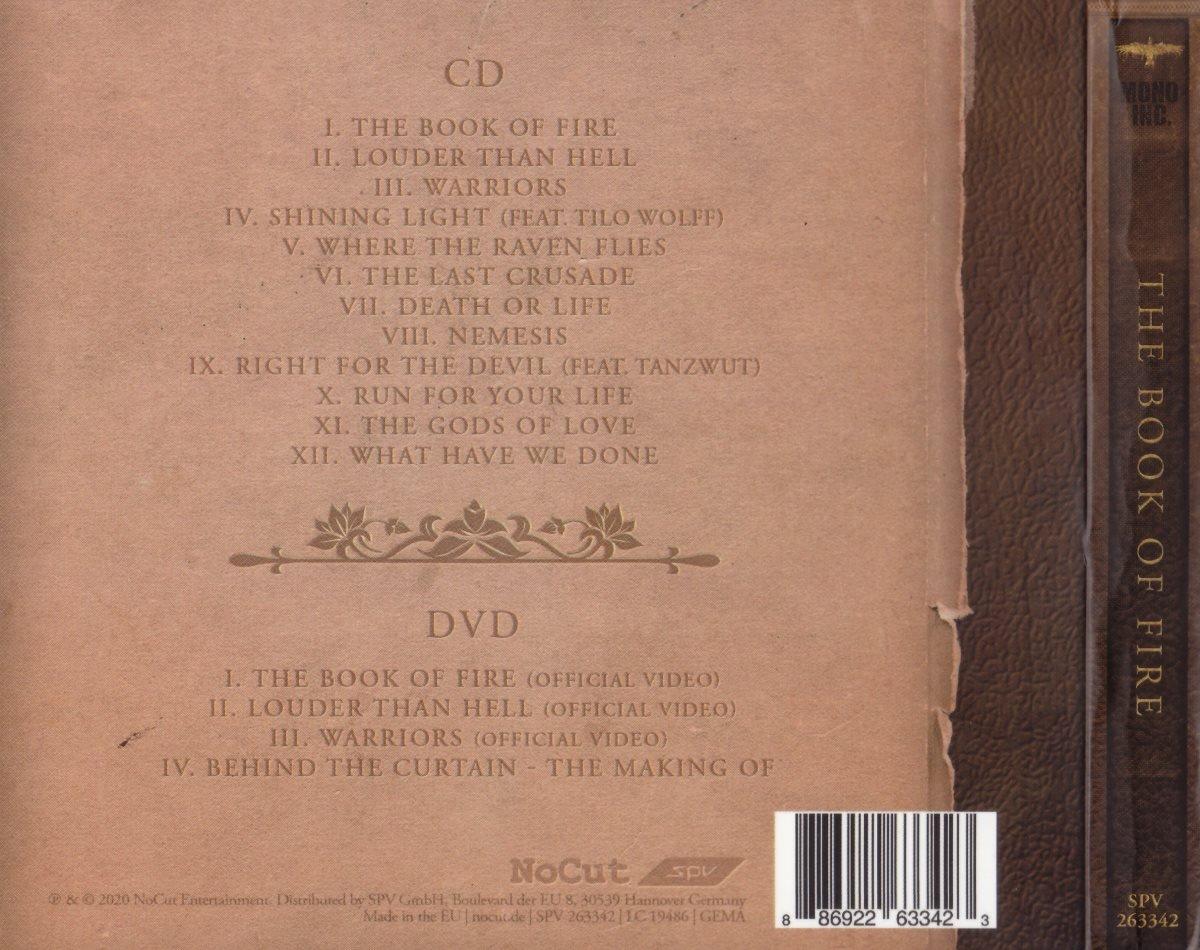 CD
I. THE BOOK OF FIRE
II. LOUDER THAN HELL
III. WARRIORS
IV. SHINING LIGHT (FEAT. TILO WOLFF)
V. WHERE THE RAVEN FLIES
VI. THE LAST CRUSADE
VII. DEATH OR LIFE
VIII. NEMESIS
IX. RIGHT FOR THE DEVIL (FEAT. TANZWUT)
X. RUN FOR YOUR LIFE
XI. THE GODS OF LOVE
XII. WHAT HAVE WE DONE
DVD
I. THE BOOK OF FIRE (OFFICIAL VIDEO)
II. LOUDER THAN HELL (OFFICIAL VIDEO)
III. WARRIORS (OFFICIAL VIDEO)
IV. BEHIND THE CURTAIN - THE MAKING OF
NoCut spv
℗ & © 2020 NoCut Entertainment. Distributed by SPV GmbH, Boulevard der EU 8, 30539 Hannover Germany
Made in the EU | nocut.de | SPV 263342 | LC 19486 | GEMA
8 86922 63342 3
MONO
INC.
THE BOOK OF FIRE
SPV
263342